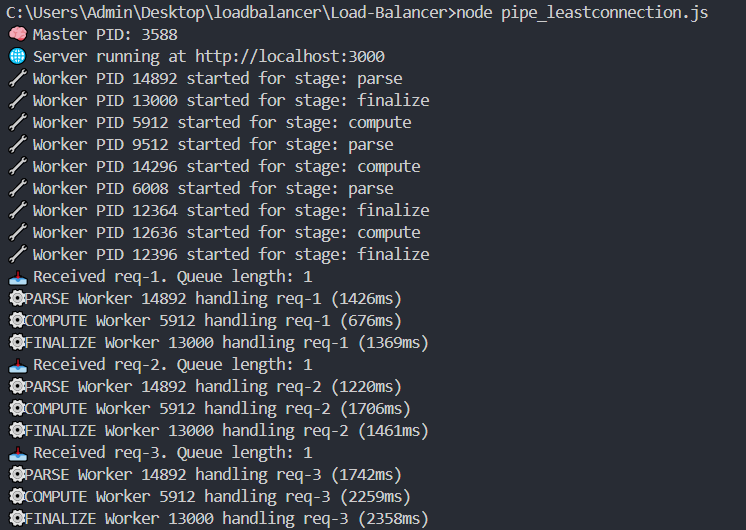 C:\Users\Admin\Desktop\loadbalancer\Load-Balancer>node pipe_leastconnection.js
🧠 Master PID: 3588
🌐 Server running at http://localhost:3000
🔧 Worker PID 14892 started for stage: parse
🔧 Worker PID 13000 started for stage: finalize
🔧 Worker PID 5912 started for stage: compute
🔧 Worker PID 9512 started for stage: parse
🔧 Worker PID 14296 started for stage: compute
🔧 Worker PID 6008 started for stage: parse
🔧 Worker PID 12364 started for stage: finalize
🔧 Worker PID 12636 started for stage: compute
🔧 Worker PID 12396 started for stage: finalize
📥 Received req-1. Queue length: 1
⚙️PARSE Worker 14892 handling req-1 (1426ms)
⚙️COMPUTE Worker 5912 handling req-1 (676ms)
⚙️FINALIZE Worker 13000 handling req-1 (1369ms)
📥 Received req-2. Queue length: 1
⚙️PARSE Worker 14892 handling req-2 (1220ms)
⚙️COMPUTE Worker 5912 handling req-2 (1706ms)
⚙️FINALIZE Worker 13000 handling req-2 (1461ms)
📥 Received req-3. Queue length: 1
⚙️PARSE Worker 14892 handling req-3 (1742ms)
⚙️COMPUTE Worker 5912 handling req-3 (2259ms)
⚙️FINALIZE Worker 13000 handling req-3 (2358ms)